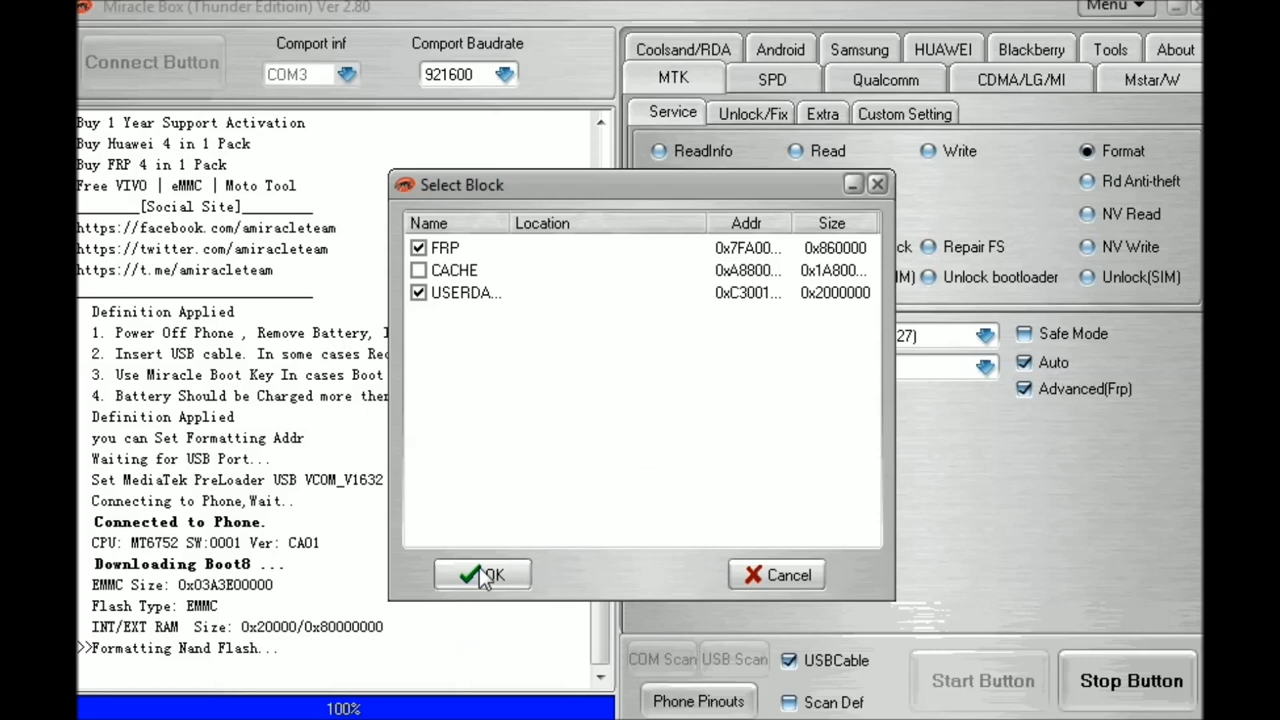 Miracle Box (Thunder Editioin) Ver 2.80
Menu
Connect Button
Comport inf
COM3
Comport Baudrate
921600
Coolsand/RDA Android Samsung HUAWEI Blackberry Tools About
MTK SPD Qualcomm CDMA/LG/MI Mstar/W
Service Unlock/Fix Extra Custom Setting
ReadInfo Read Write Format
Rd Anti-theft
NV Read
ck Repair FS NV Write
IM) Unlock bootloader Unlock(SIM)
27) Safe Mode
Auto
Advanced(Frp)
Buy 1 Year Support Activation
Buy Huawei 4 in 1 Pack
Buy FRP 4 in 1 Pack
Free VIVO | eMMC | Moto Tool
_______[Social Site]________
https://facebook.com/amiracleteam
https://twitter.com/amiracleteam
https://t.me/amiracleteam
Definition Applied
1. Power Off Phone , Remove Battery,
2. Insert USB cable. In some cases Rec
3. Use Miracle Boot Key In cases Boot
4. Battery Should be Charged more ther
Definition Applied
you can Set Formatting Addr
Waiting for USB Port...
Set MediaTek PreLoader USB VCOM_V1632
Connecting to Phone,Wait..
Connected to Phone.
CPU: MT6752 SW:0001 Ver: CA01
Downloading Boot8 ...
EMMC Size: 0x03A3E00000
Flash Type: EMMC
INT/EXT RAM Size: 0x20000/0x80000000
>>Formatting Nand Flash...
100%
Select Block
Name Location Addr Size
FRP 0x7FA00... 0x860000
CACHE 0xA8800... 0x1A800...
USERDA... 0xC3001... 0x2000000
OK Cancel
COM Scan USB Scan USBCable
Phone Pinouts Scan Def
Start Button Stop Button